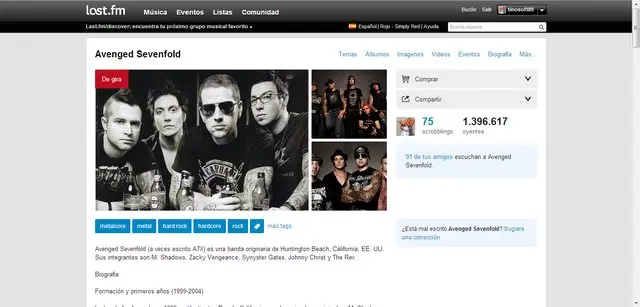 last.fm
Música Eventos Listas Comunidad
Buzón Salir tinosoft89
Last.fm/discover: encuentra tu próximo grupo musical favorito »
Español | Rojo - Simply Red | Ayuda
Busca música
Avenged Sevenfold
Temas Álbumes Imágenes Vídeos Eventos Biografía Más...
De gira
Comprar
Compartir
75
scrobblings
1.396.617
oyentes
91 de tus amigos escuchan a Avenged
Sevenfold.
metalcore metal hard rock hardcore rock más tags
¿Está mal escrito Avenged Sevenfold? Sugiere
una corrección
Avenged Sevenfold (a veces escrito A7X) es una banda originaria de Huntington Beach, California, EE. UU.
Sus integrantes son M. Shadows, Zacky Vengeance, Synyster Gates, Johnny Christ y The Rev.
Biografía
Formación y primeros años (1999-2004)